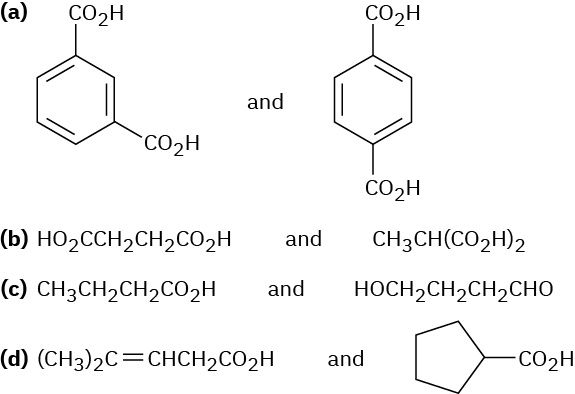 (a) CO₂H CO₂H
and
CO₂H
CO₂H
(b) HO₂CCH₂CH₂CO₂H and CH₃CH(CO₂H)₂
(c) CH₃CH₂CH₂CO₂H and HOCH₂CH₂CH₂CHO
(d) (CH₃)₂C=CHCH₂CO₂H and CO₂H